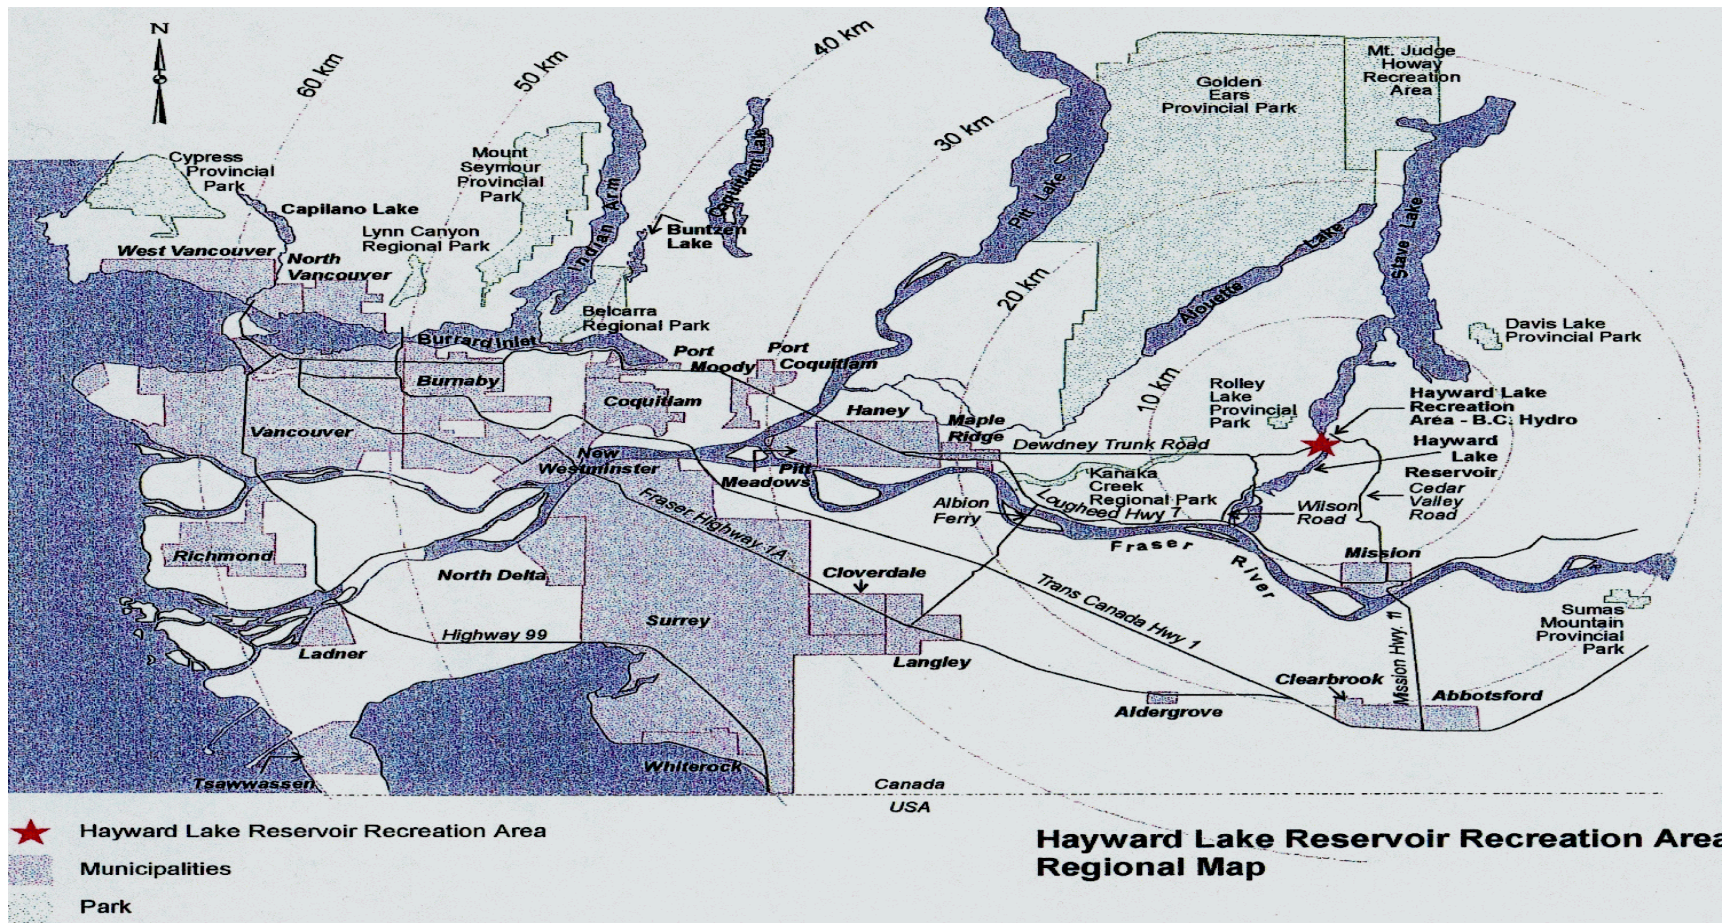 N
60 km
50 km
40 km
30 km
20 km
10 km
Mt. Judge
Howay
Recreation
Area
Golden
Ears
Provincial Park
Cypress
Provincial
Park
Mount
Seymour
Provincial
Park
Capilano Lake
Lynn Canyon
Regional Park
Indian Arm
Coquitlam Lake
Buntzen
Lake
Pitt Lake
Stave Lake
Alouette Lake
West Vancouver
North
Vancouver
Belcarra
Regional Park
Burrard Inlet
Port
Moody
Port
Coquitlam
Davis Lake
Provincial Park
Burnaby
Coquitlam
Haney
Maple
Ridge
Rolley
Lake
Provincial
Park
Hayward Lake
Recreation
Area - B.C. Hydro
Vancouver
Dewdney Trunk Road
Hayward
Lake
Reservoir
New
Westminster
Pitt
Meadows
Kanaka
Creek
Regional Park
Cedar
Valley
Road
Albion
Ferry
Lougheed Hwy 7
Wilson
Road
Fraser Highway 1A
Fraser
River
Richmond
North Delta
Cloverdale
Mission
Trans Canada Hwy 1
Surrey
Highway 99
Sumas
Mountain
Provincial
Park
Ladner
Langley
Mission Hwy. 11
Clearbrook
Abbotsford
Aldergrove
Whiterock
Tsawwassen
Canada
USA
Hayward Lake Reservoir Recreation Area
Municipalities
Park
Hayward Lake Reservoir Recreation Area
Regional Map